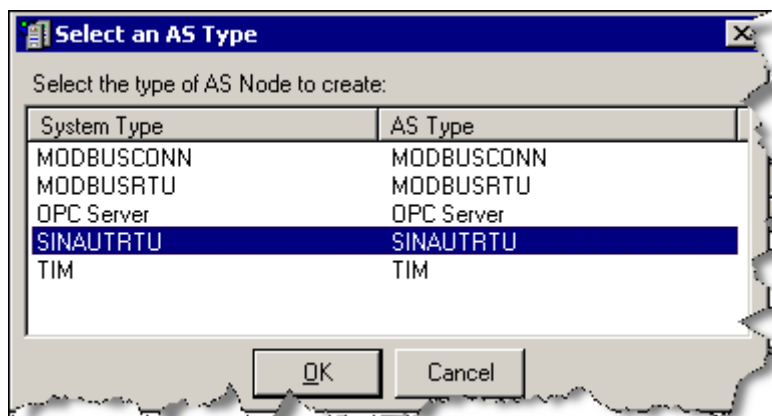 Select an AS Type
Select the type of AS Node to create:
System Type AS Type
MODBUSCONN MODBUSCONN
MODBUSRTU MODBUSRTU
OPC Server OPC Server
SINAUTRTU SINAUTRTU
TIM TIM
OK Cancel